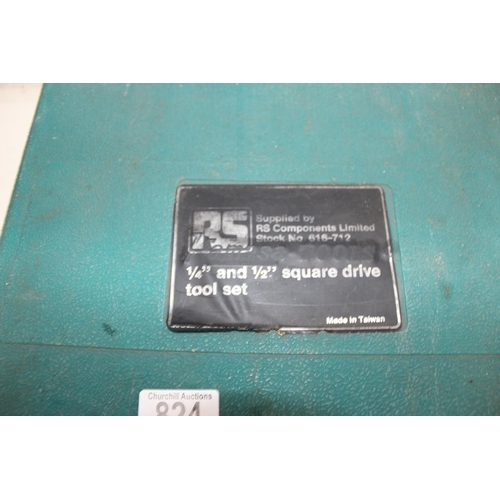 RS
Supplied by
RS Components Limited
Stock No. 616-712
1/4" and 1/2" square drive
tool set
Made in Taiwan
Churchill Auctions
824